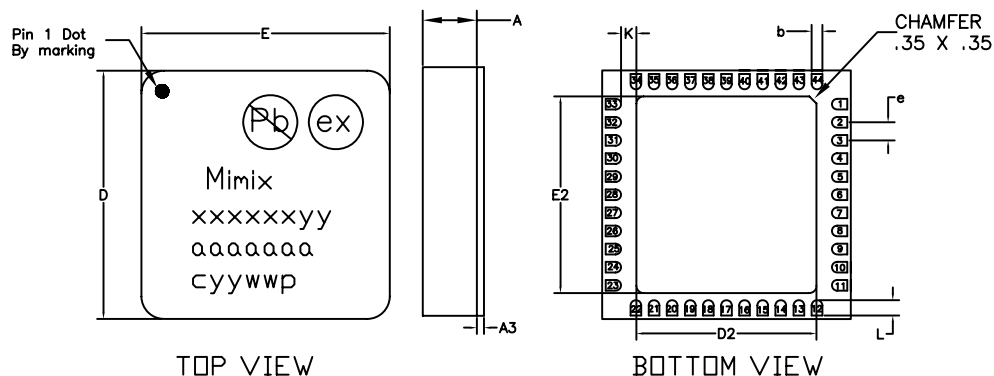 Pin 1 Dot
By marking
E
A
D
Pb
ex
Mimix
xxxxxxyy
aaaaaaa
cyywwp
A3
TOP VIEW
K
b
CHAMFER
.35 X .35
e
34 35 36 37 38 39 40 41 42 43 44
33
32
31
30
29
28
27
26
25
24
23
E2
1
2
3
4
5
6
7
8
9
10
11
22 21 20 19 18 17 16 15 14 13 12
D2
L
BOTTOM VIEW